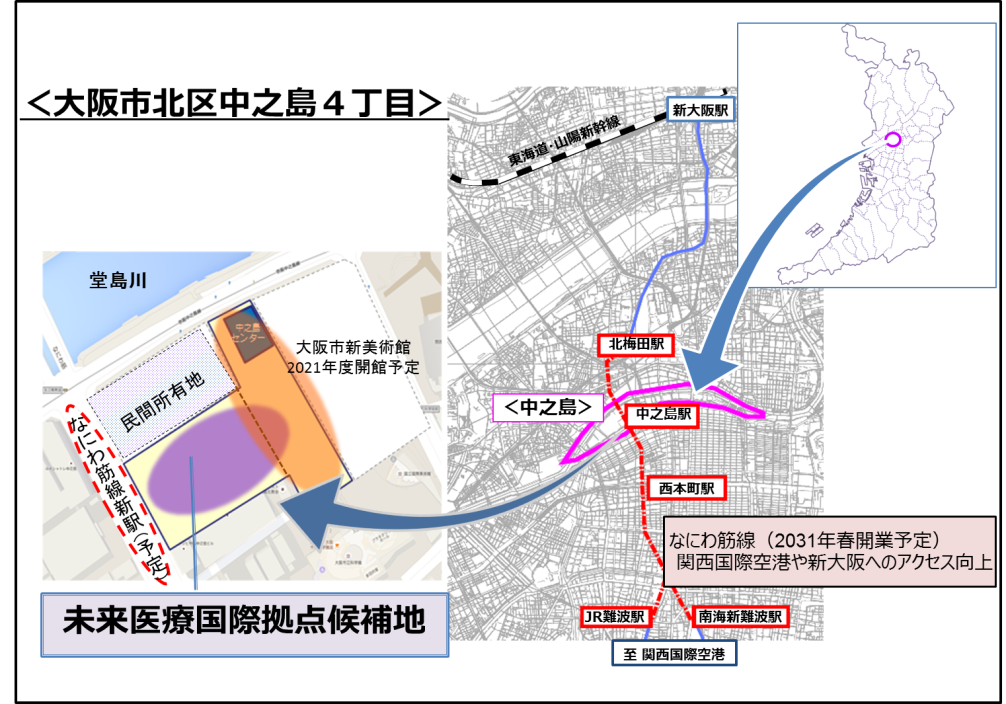 ＜大阪市北区中之島４丁目＞
新大阪駅
東海道・山陽新幹線
堂島川
中之島
センター
大阪市新美術館
2021年度開館予定
民間所有地
なにわ筋線新駅（予定）
未来医療国際拠点候補地
北梅田駅
＜中之島＞
中之島駅
西本町駅
なにわ筋線（2031年春開業予定）
関西国際空港や新大阪へのアクセス向上
JR難波駅
南海新難波駅
至 関西国際空港